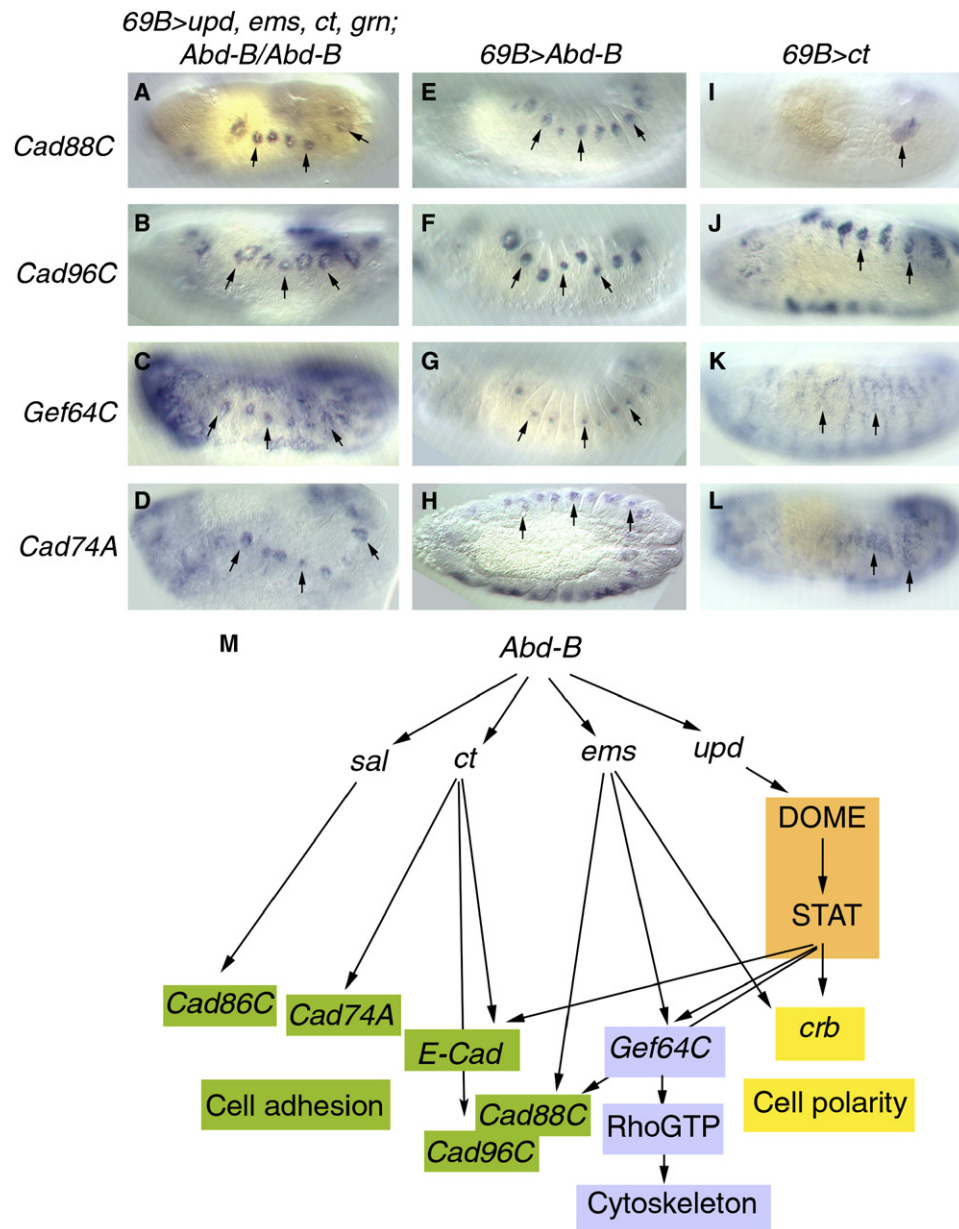 69B>upd, ems, ct, grn;
Abd-B/Abd-B
69B>Abd-B
69B>ct
A
E
I
Cad88C
B
F
J
Cad96C
C
G
K
Gef64C
D
H
L
Cad74A
M
Abd-B
sal
ct
ems
upd
DOME
STAT
Cad86C
Cad74A
E-Cad
Gef64C
crb
Cell adhesion
Cad88C
Cad96C
RhoGTP
Cell polarity
Cytoskeleton